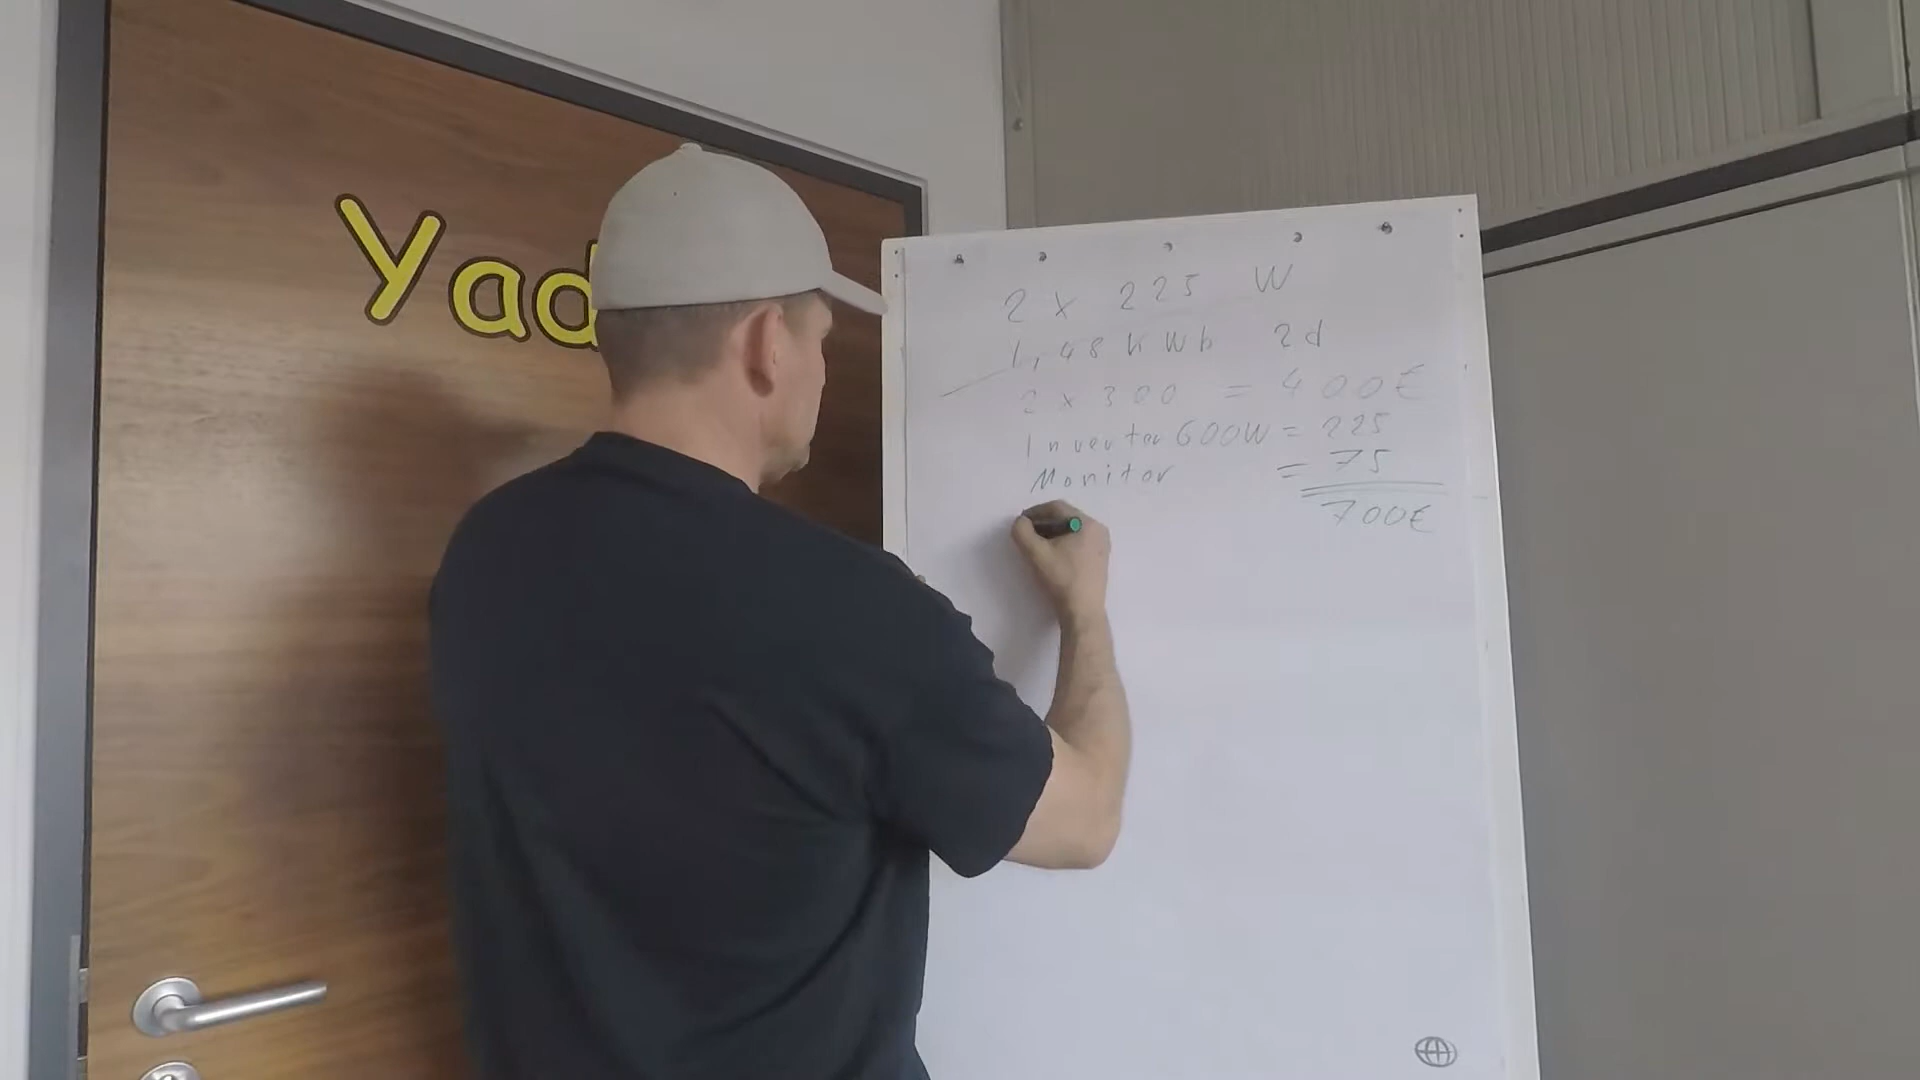 Yad
2 x 225 W
1,48 kWh 2d
2 x 300 = 400€
Inverter 600W = 225
Monitor = 75
700€